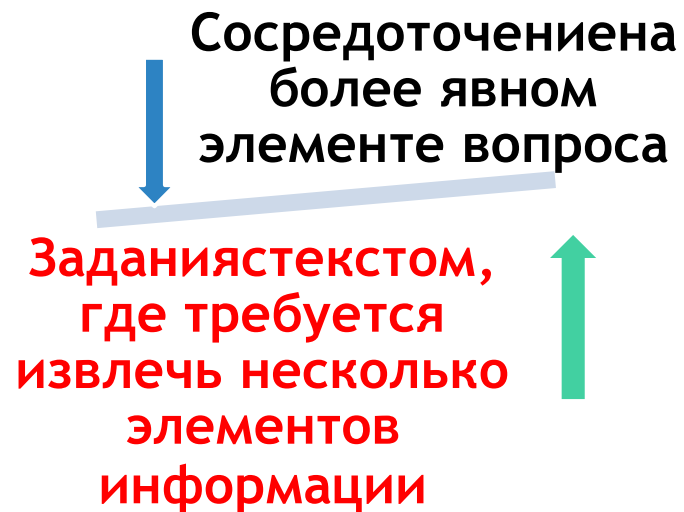 Сосредоточениена
более явном
элементе вопроса
Заданиястекстом,
где требуется
извлечь несколько
элементов
информации